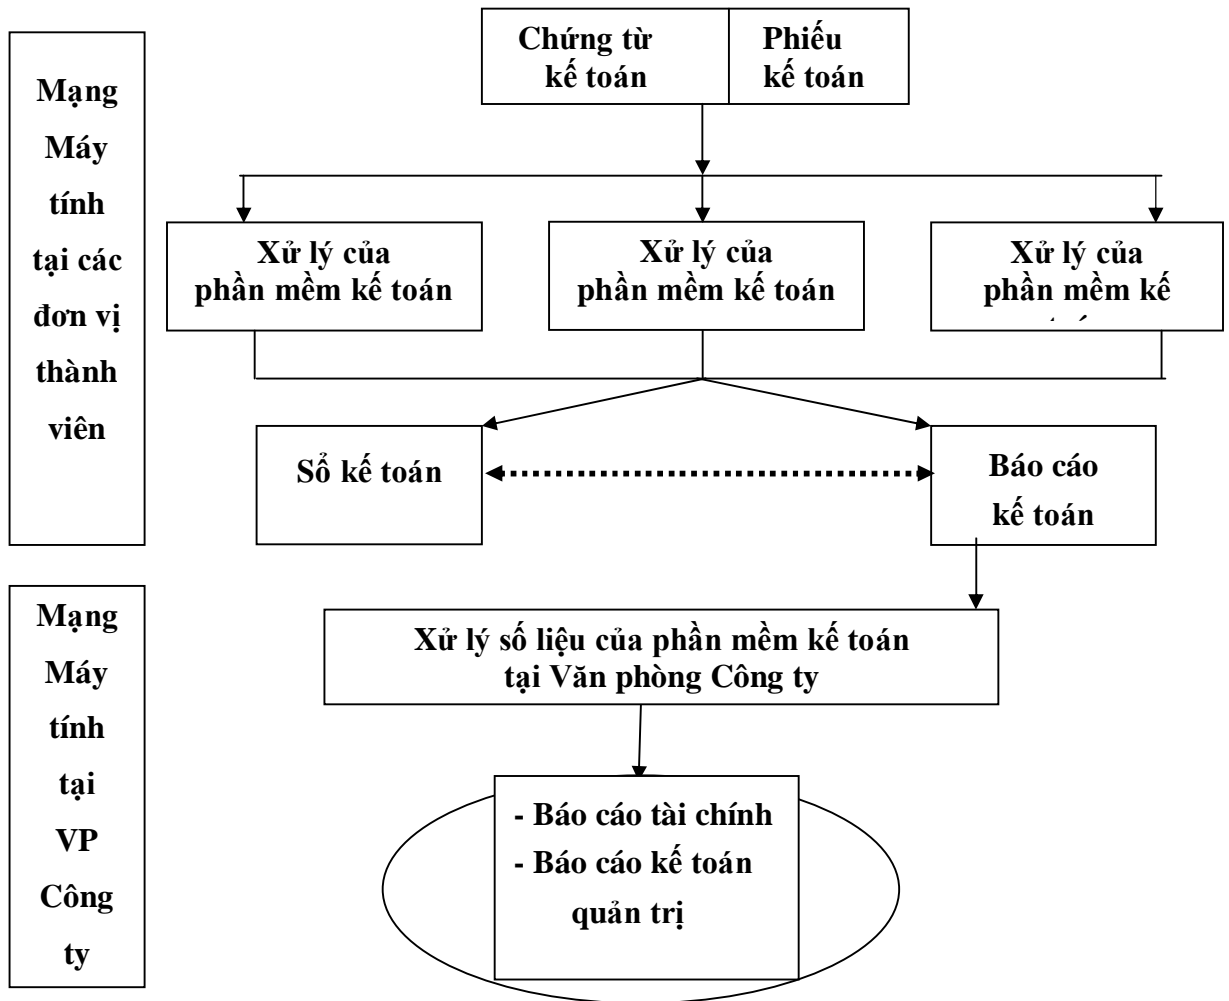 Chứng từ
kế toán
Phiếu
kế toán
Mạng
Máy
tính
tại các
đơn vị
thành
viên
Xử lý của
phần mềm kế toán
Xử lý của
phần mềm kế toán
Xử lý của
phần mềm kế
Sổ kế toán
Báo cáo
kế toán
Mạng
Máy
tính
tại
VP
Công
ty
Xử lý số liệu của phần mềm kế toán
tại Văn phòng Công ty
- Báo cáo tài chính
- Báo cáo kế toán
quản trị